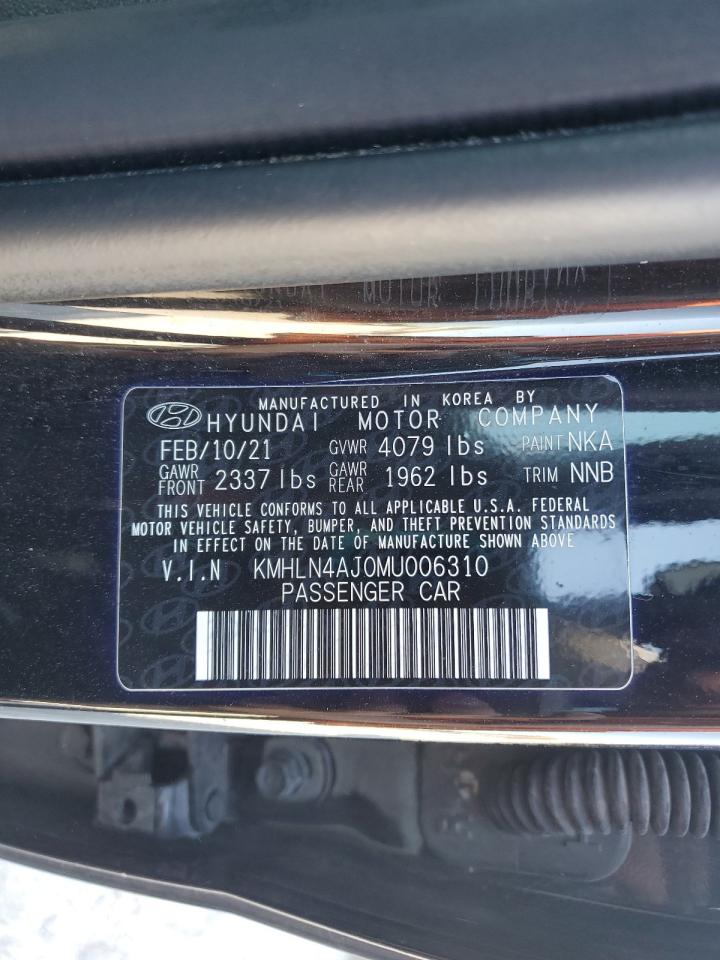 MANUFACTURED IN KOREA BY
HYUNDAI MOTOR COMPANY
FEB/10/21 GVWR 4079 lbs PAINT NKA
GAWR FRONT 2337 lbs GAWR REAR 1962 lbs TRIM NNB
THIS VEHICLE CONFORMS TO ALL APPLICABLE U.S.A. FEDERAL
MOTOR VEHICLE SAFETY, BUMPER, AND THEFT PREVENTION STANDARDS
IN EFFECT ON THE DATE OF MANUFACTURE SHOWN ABOVE
V.I.N KMHLN4AJ0MU006310
PASSENGER CAR